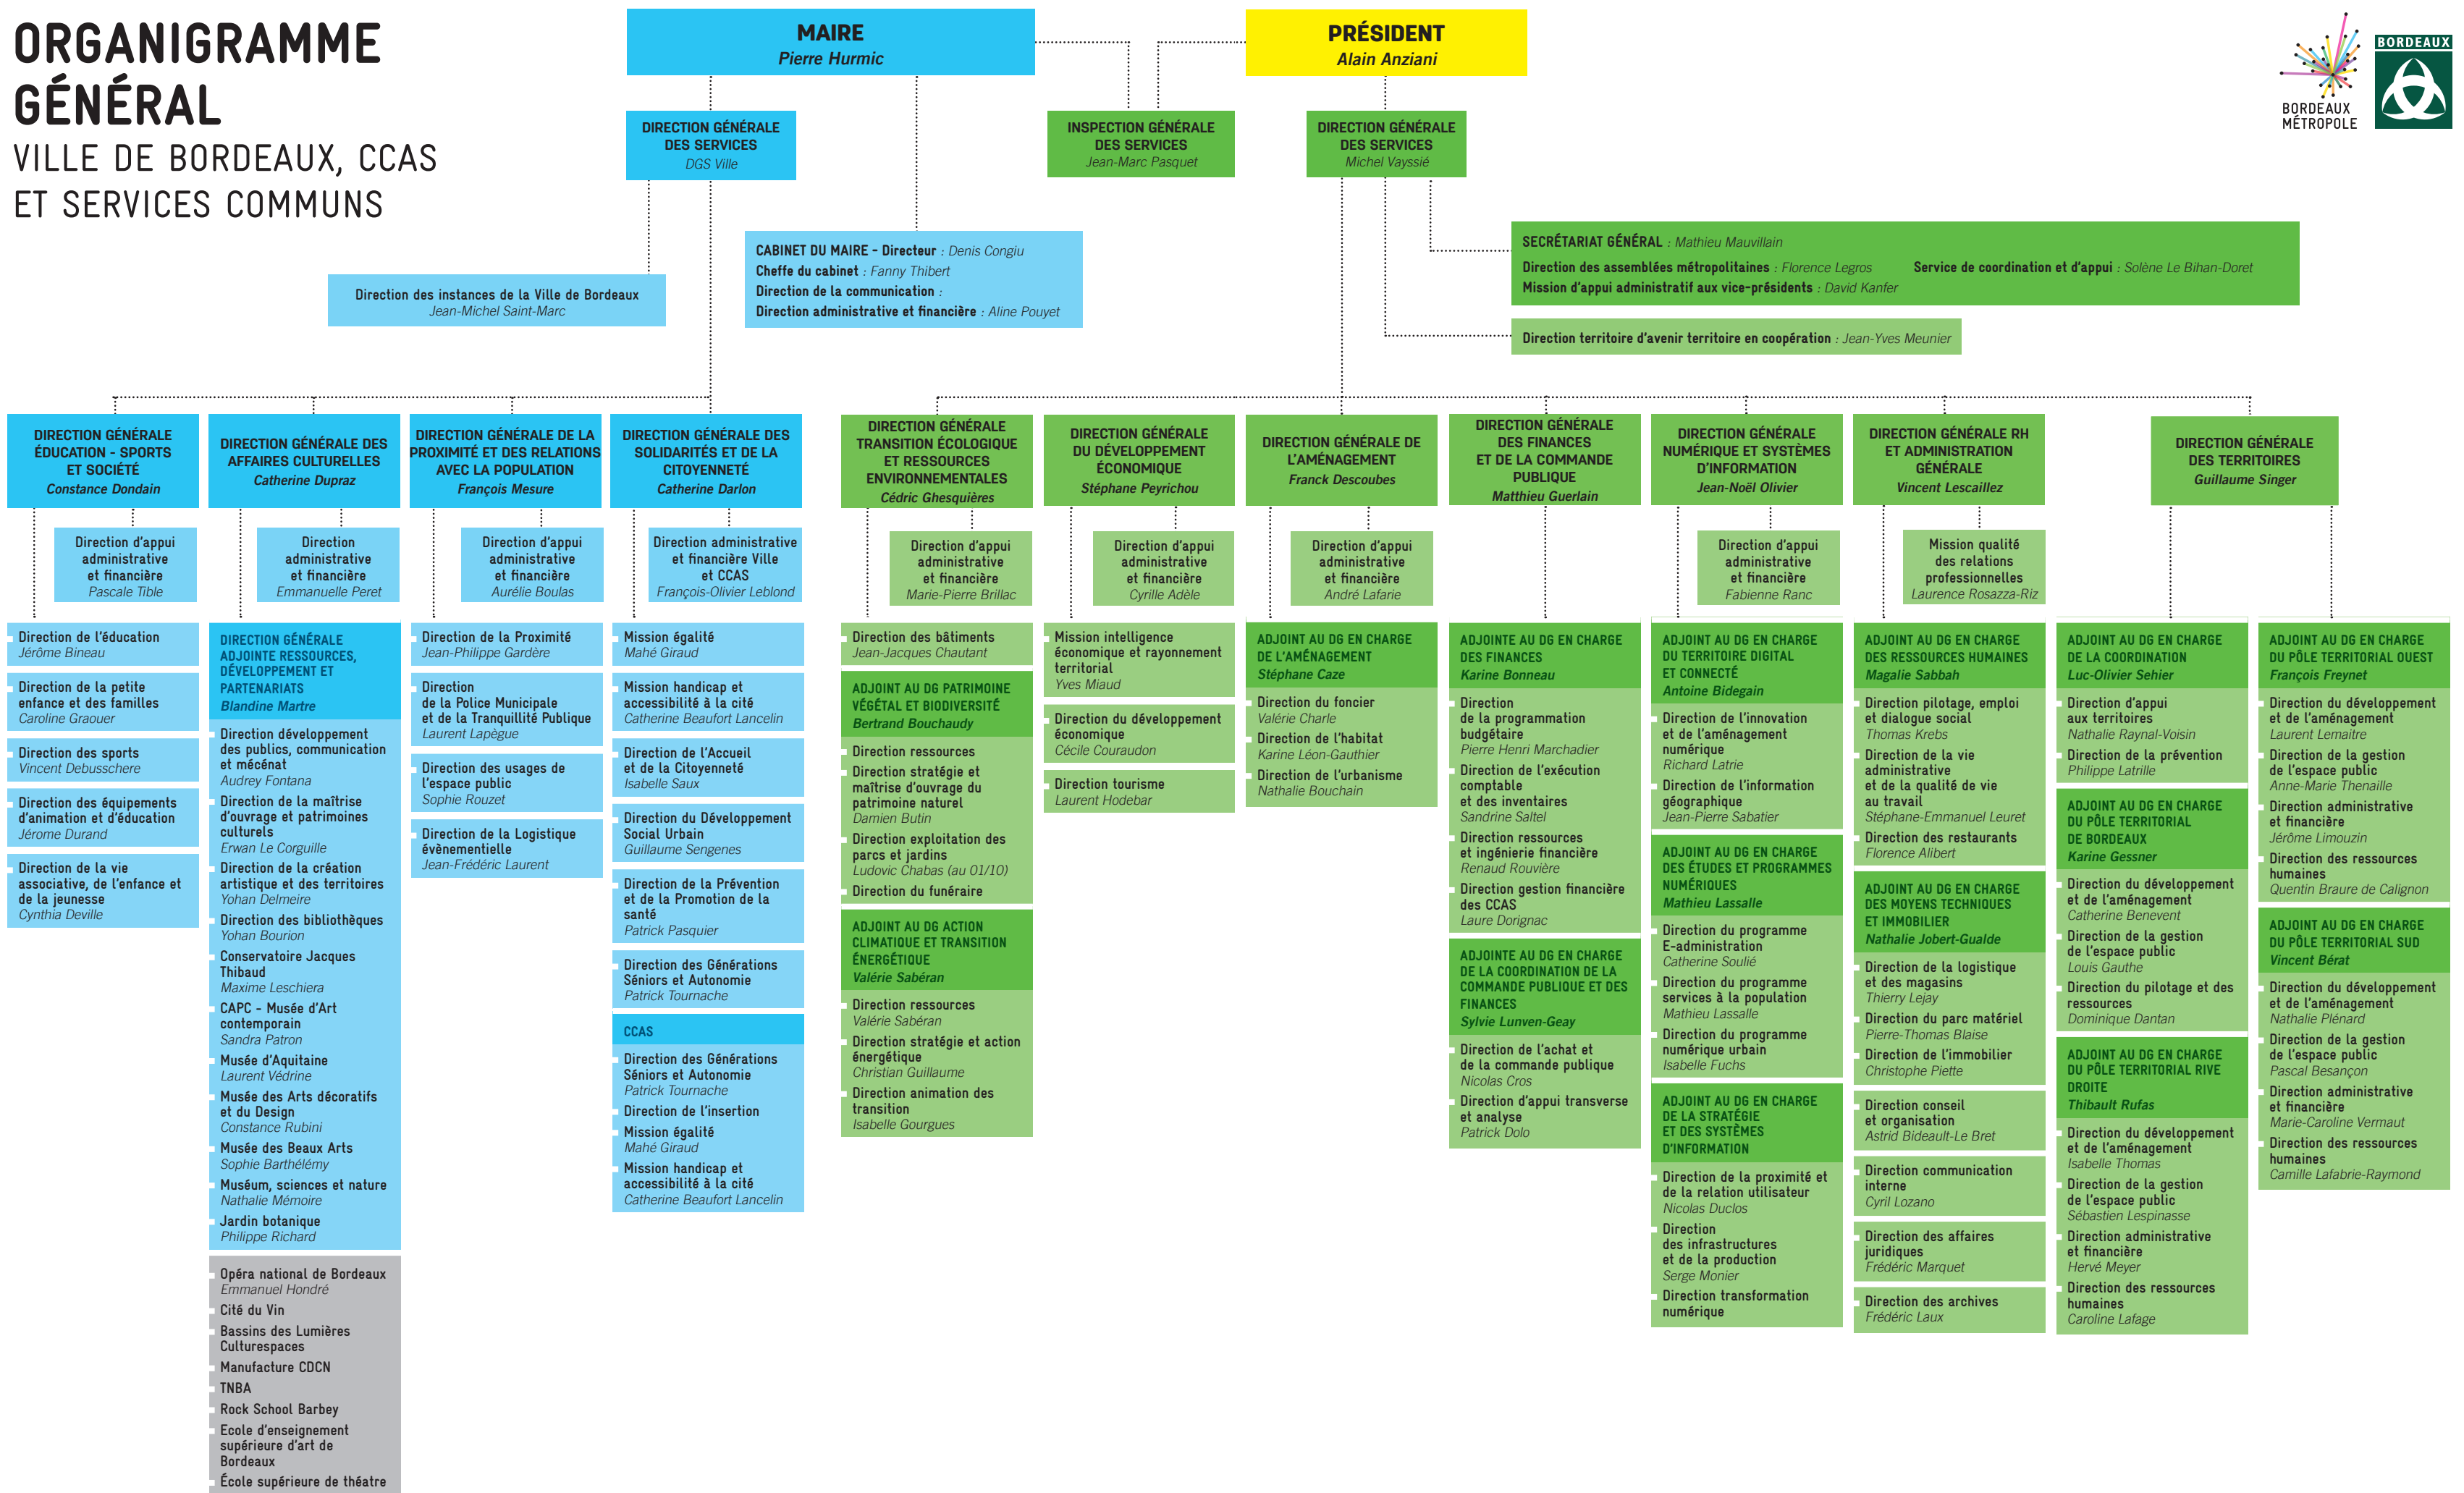 ORGANIGRAMME
GÉNÉRAL
VILLE DE BORDEAUX, CCAS
ET SERVICES COMMUNS
MAIRE
Pierre Hurmic
PRÉSIDENT
Alain Anziani
BORDEAUX
MÉTROPOLE
BORDEAUX
DIRECTION GÉNÉRALE
DES SERVICES
DGS Ville
INSPECTION GÉNÉRALE
DES SERVICES
Jean-Marc Pasquet
DIRECTION GÉNÉRALE
DES SERVICES
Michel Vayssié
Direction des instances de la Ville de Bordeaux
Jean-Michel Saint-Marc
CABINET DU MAIRE - Directeur : Denis Congiu
Cheffe du cabinet : Fanny Thibert
Direction de la communication :
Direction administrative et financière : Aline Pouyet
SECRÉTARIAT GÉNÉRAL : Mathieu Mauvillain
Direction des assemblées métropolitaines : Florence Legros Service de coordination et d'appui : Solène Le Bihan-Doret
Mission d'appui administratif aux vice-présidents : David Kanfer
Direction territoire d'avenir territoire en coopération : Jean-Yves Meunier
DIRECTION GÉNÉRALE
ÉDUCATION - SPORTS
ET SOCIÉTÉ
Constance Dondain
Direction d'appui
administrative
et financière
Pascale Tible
Direction de l'éducation
Jérôme Bineau
Direction de la petite
enfance et des familles
Caroline Graouer
Direction des sports
Vincent Debusschere
Direction des équipements
d'animation et d'éducation
Jérome Durand
Direction de la vie
associative, de l'enfance et
de la jeunesse
Cynthia Deville
DIRECTION GÉNÉRALE DES
AFFAIRES CULTURELLES
Catherine Dupraz
Direction
administrative
et financière
Emmanuelle Peret
DIRECTION GÉNÉRALE
ADJOINTE RESSOURCES,
DÉVELOPPEMENT ET
PARTENARIATS
Blandine Martre
Direction développement
des publics, communication
et mécénat
Audrey Fontana
Direction de la maîtrise
d'ouvrage et patrimoines
culturels
Erwan Le Corguille
Direction de la création
artistique et des territoires
Yohan Delmeire
Direction des bibliothèques
Yohan Bourion
Conservatoire Jacques
Thibaud
Maxime Leschiera
CAPC - Musée d'Art
contemporain
Sandra Patron
Musée d'Aquitaine
Laurent Védrine
Musée des Arts décoratifs
et du Design
Constance Rubini
Musée des Beaux Arts
Sophie Barthélémy
Muséum, sciences et nature
Nathalie Mémoire
Jardin botanique
Philippe Richard
Opéra national de Bordeaux
Emmanuel Hondré
Cité du Vin
Bassins des Lumières
Culturespaces
Manufacture CDCN
TNBA
Rock School Barbey
Ecole d'enseignement
supérieure d'art de
Bordeaux
École supérieure de théatre
DIRECTION GÉNÉRALE DE LA
PROXIMITÉ ET DES RELATIONS
AVEC LA POPULATION
François Mesure
Direction d'appui
administrative
et financière
Aurélie Boulas
Direction de la Proximité
Jean-Philippe Gardère
Direction
de la Police Municipale
et de la Tranquillité Publique
Laurent Lapègue
Direction des usages de
l'espace public
Sophie Rouzet
Direction de la Logistique
évènementielle
Jean-Frédéric Laurent
DIRECTION GÉNÉRALE DES
SOLIDARITÉS ET DE LA
CITOYENNETÉ
Catherine Darlon
Direction administrative
et financière Ville
et CCAS
François-Olivier Leblond
Mission égalité
Mahé Giraud
Mission handicap et
accessibilité à la cité
Catherine Beaufort Lancelin
Direction de l'Accueil
et de la Citoyenneté
Isabelle Saux
Direction du Développement
Social Urbain
Guillaume Sengenes
Direction de la Prévention
et de la Promotion de la
santé
Patrick Pasquier
Direction des Générations
Séniors et Autonomie
Patrick Tournache
CCAS
Direction des Générations
Séniors et Autonomie
Patrick Tournache
Direction de l'insertion
Mission égalité
Mahé Giraud
Mission handicap et
accessibilité à la cité
Catherine Beaufort Lancelin
DIRECTION GÉNÉRALE
TRANSITION ÉCOLOGIQUE
ET RESSOURCES
ENVIRONNEMENTALES
Cédric Ghesquières
Direction d'appui
administrative
et financière
Marie-Pierre Brillac
Direction des bâtiments
Jean-Jacques Chautant
ADJOINT AU DG PATRIMOINE
VÉGÉTAL ET BIODIVERSITÉ
Bertrand Bouchaudy
Direction ressources
Direction stratégie et
maîtrise d'ouvrage du
patrimoine naturel
Damien Butin
Direction exploitation des
parcs et jardins
Ludovic Chabas (au 01/10)
Direction du funéraire
ADJOINT AU DG ACTION
CLIMATIQUE ET TRANSITION
ÉNERGÉTIQUE
Valérie Sabéran
Direction ressources
Valérie Sabéran
Direction stratégie et action
énergétique
Christian Guillaume
Direction animation des
transition
Isabelle Gourgues
DIRECTION GÉNÉRALE
DU DÉVELOPPEMENT
ÉCONOMIQUE
Stéphane Peyrichou
Direction d'appui
administrative
et financière
Cyrille Adèle
Mission intelligence
économique et rayonnement
territorial
Yves Miaud
Direction du développement
économique
Cécile Couraudon
Direction tourisme
Laurent Hodebar
DIRECTION GÉNÉRALE DE
L'AMÉNAGEMENT
Franck Descoubes
Direction d'appui
administrative
et financière
André Lafarie
ADJOINT AU DG EN CHARGE
DE L'AMÉNAGEMENT
Stéphane Caze
Direction du foncier
Valérie Charle
Direction de l'habitat
Karine Léon-Gauthier
Direction de l'urbanisme
Nathalie Bouchain
DIRECTION GÉNÉRALE
DES FINANCES
ET DE LA COMMANDE
PUBLIQUE
Matthieu Guerlain
ADJOINTE AU DG EN CHARGE
DES FINANCES
Karine Bonneau
Direction
de la programmation
budgétaire
Pierre Henri Marchadier
Direction de l'exécution
comptable
et des inventaires
Sandrine Saltel
Direction ressources
et ingénierie financière
Renaud Rouvière
Direction gestion financière
des CCAS
Laure Dorignac
ADJOINTE AU DG EN CHARGE
DE LA COORDINATION DE LA
COMMANDE PUBLIQUE ET DES
FINANCES
Sylvie Lunven-Geay
Direction de l'achat et
de la commande publique
Nicolas Cros
Direction d'appui transverse
et analyse
Patrick Dolo
DIRECTION GÉNÉRALE
NUMÉRIQUE ET SYSTÈMES
D'INFORMATION
Jean-Noël Olivier
Direction d'appui
administrative
et financière
Fabienne Ranc
ADJOINT AU DG EN CHARGE
DU TERRITOIRE DIGITAL
ET CONNECTÉ
Antoine Bidegain
Direction de l'innovation
et de l'aménagement
numérique
Richard Latrie
Direction de l'information
géographique
Jean-Pierre Sabatier
ADJOINT AU DG EN CHARGE
DES ÉTUDES ET PROGRAMMES
NUMÉRIQUES
Mathieu Lassalle
Direction du programme
E-administration
Catherine Soulié
Direction du programme
services à la population
Mathieu Lassalle
Direction du programme
numérique urbain
Isabelle Fuchs
ADJOINT AU DG EN CHARGE
DE LA STRATÉGIE
ET DES SYSTÈMES
D'INFORMATION
Direction de la proximité et
de la relation utilisateur
Nicolas Duclos
Direction
des infrastructures
et de la production
Serge Monier
Direction transformation
numérique
DIRECTION GÉNÉRALE RH
ET ADMINISTRATION
GÉNÉRALE
Vincent Lescaillez
Mission qualité
des relations
professionnelles
Laurence Rosazza-Riz
ADJOINT AU DG EN CHARGE
DES RESSOURCES HUMAINES
Magalie Sabbah
Direction pilotage, emploi
et dialogue social
Thomas Krebs
Direction de la vie
administrative
et de la qualité de vie
au travail
Stéphane-Emmanuel Leuret
Direction des restaurants
Florence Alibert
ADJOINT AU DG EN CHARGE
DES MOYENS TECHNIQUES
ET IMMOBILIER
Nathalie Jobert-Gualde
Direction de la logistique
et des magasins
Thierry Lejay
Direction du parc matériel
Pierre-Thomas Blaise
Direction de l'immobilier
Christophe Piette
Direction conseil
et organisation
Astrid Bideault-Le Bret
Direction communication
interne
Cyril Lozano
Direction des affaires
juridiques
Frédéric Marquet
Direction des archives
Frédéric Laux
DIRECTION GÉNÉRALE
DES TERRITOIRES
Guillaume Singer
ADJOINT AU DG EN CHARGE
DE LA COORDINATION
Luc-Olivier Sehier
Direction d'appui
aux territoires
Nathalie Raynal-Voisin
Direction de la prévention
Philippe Latrille
ADJOINT AU DG EN CHARGE
DU PÔLE TERRITORIAL
DE BORDEAUX
Karine Gessner
Direction du développement
et de l'aménagement
Catherine Benevent
Direction de la gestion
de l'espace public
Louis Gauthe
Direction du pilotage et des
ressources
Dominique Dantan
ADJOINT AU DG EN CHARGE
DU PÔLE TERRITORIAL RIVE
DROITE
Thibault Rufas
Direction du développement
et de l'aménagement
Isabelle Thomas
Direction de la gestion
de l'espace public
Sébastien Lespinasse
Direction administrative
et financière
Hervé Meyer
Direction des ressources
humaines
Caroline Lafage
ADJOINT AU DG EN CHARGE
DU PÔLE TERRITORIAL OUEST
François Freynet
Direction du développement
et de l'aménagement
Laurent Lemaitre
Direction de la gestion
de l'espace public
Anne-Marie Thenaille
Direction administrative
et financière
Jérôme Limouzin
Direction des ressources
humaines
Quentin Braure de Calignon
ADJOINT AU DG EN CHARGE
DU PÔLE TERRITORIAL SUD
Vincent Bérat
Direction du développement
et de l'aménagement
Nathalie Plénard
Direction de la gestion
de l'espace public
Pascal Besançon
Direction administrative
et financière
Marie-Caroline Vermaut
Direction des ressources
humaines
Camille Lafabrie-Raymond